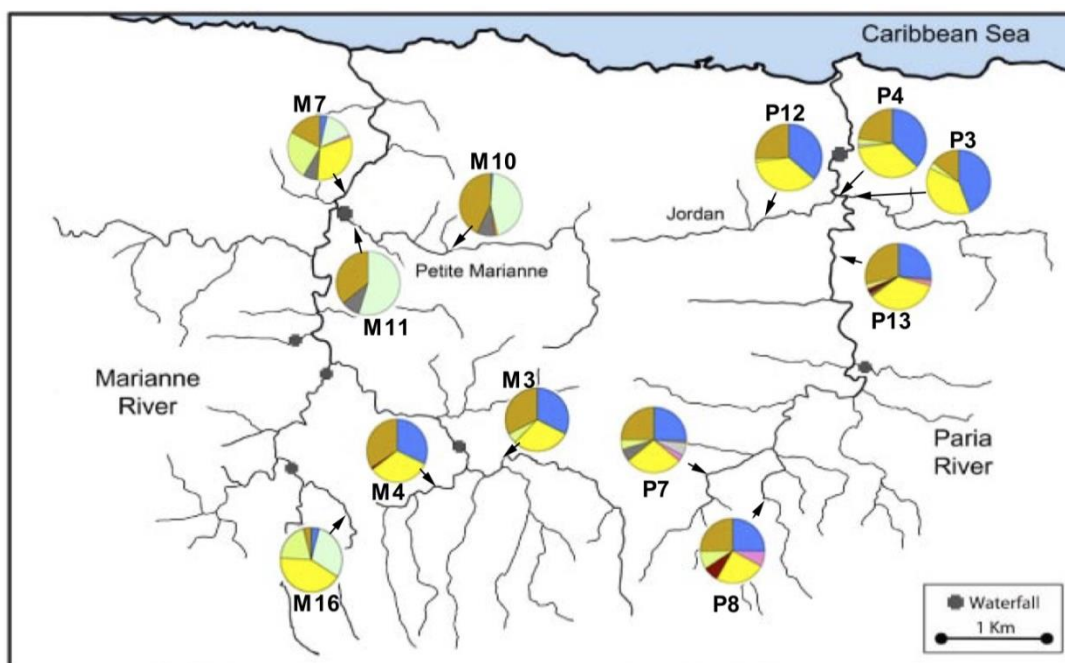 Caribbean Sea
M7
M10
P12
P4
P3
Jordan
Petite Marianne
M11
P13
Marianne
River
M3
M4
P7
Paria
River
M16
P8
Waterfall
1 Km